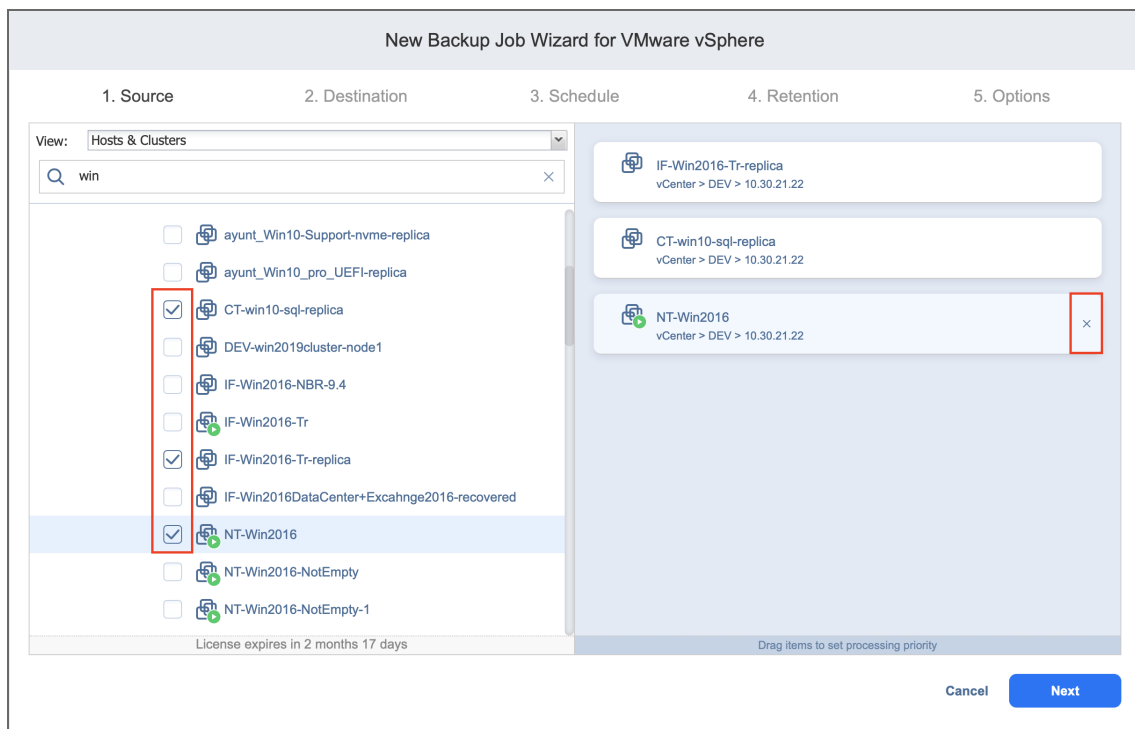 New Backup Job Wizard for VMware vSphere
1. Source
2. Destination
3. Schedule
4. Retention
5. Options
View:
Hosts & Clusters
win
ayunt_Win10-Support-nvme-replica
ayunt_Win10_pro_UEFI-replica
CT-win10-sql-replica
DEV-win2019cluster-node1
IF-Win2016-NBR-9.4
IF-Win2016-Tr
IF-Win2016-Tr-replica
IF-Win2016DataCenter+Excahnge2016-recovered
NT-Win2016
NT-Win2016-NotEmpty
NT-Win2016-NotEmpty-1
License expires in 2 months 17 days
IF-Win2016-Tr-replica
vCenter > DEV > 10.30.21.22
CT-win10-sql-replica
vCenter > DEV > 10.30.21.22
NT-Win2016
vCenter > DEV > 10.30.21.22
Drag items to set processing priority
Cancel
Next